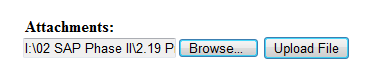 Attachments:
I:\02 SAP Phase II\2.19 P Browse... Upload File